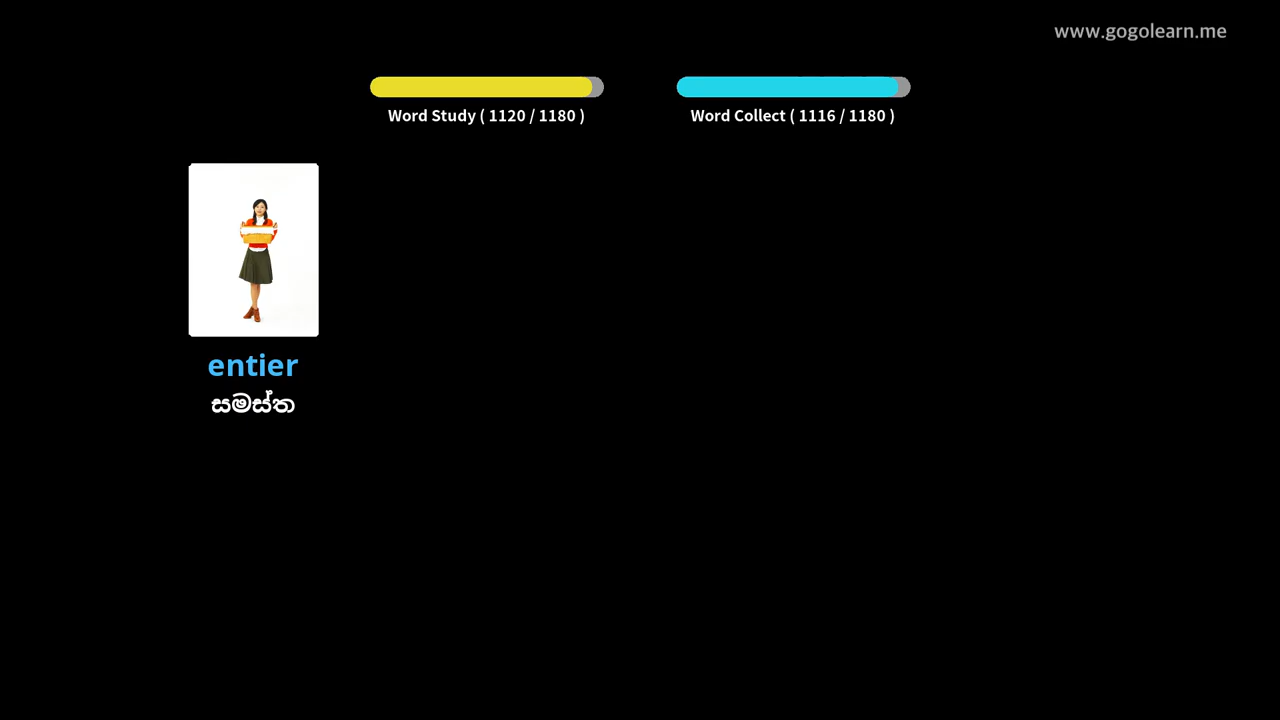 www.gogolearn.me
Word Study ( 1120 / 1180 )
Word Collect ( 1116 / 1180 )
entier
සමස්ත